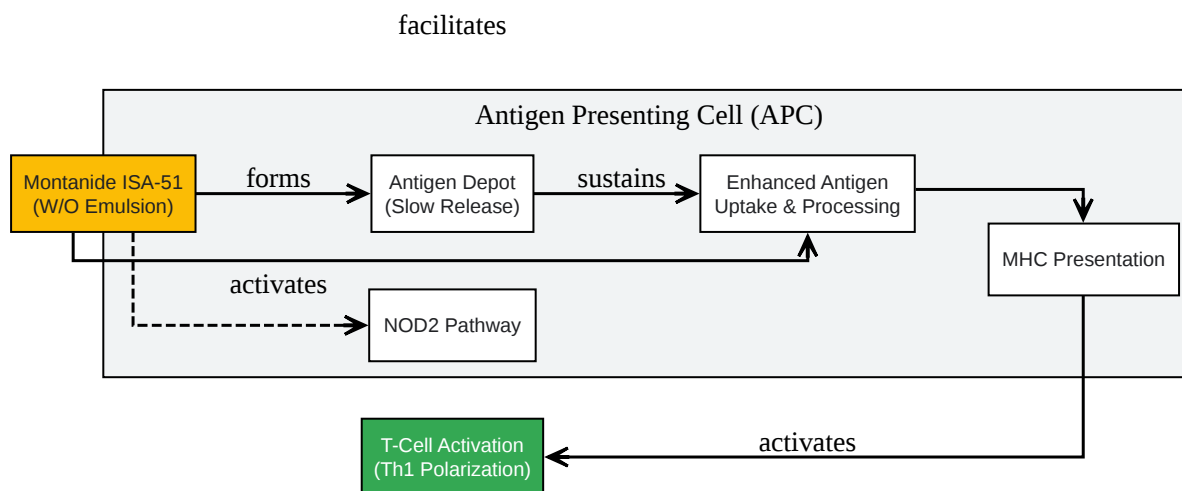 facilitates
Antigen Presenting Cell (APC)
Montanide ISA-51
(W/O Emulsion)
forms
Antigen Depot
(Slow Release)
sustains
Enhanced Antigen
Uptake & Processing
MHC Presentation
activates
NOD2 Pathway
T-Cell Activation
(Th1 Polarization)
activates